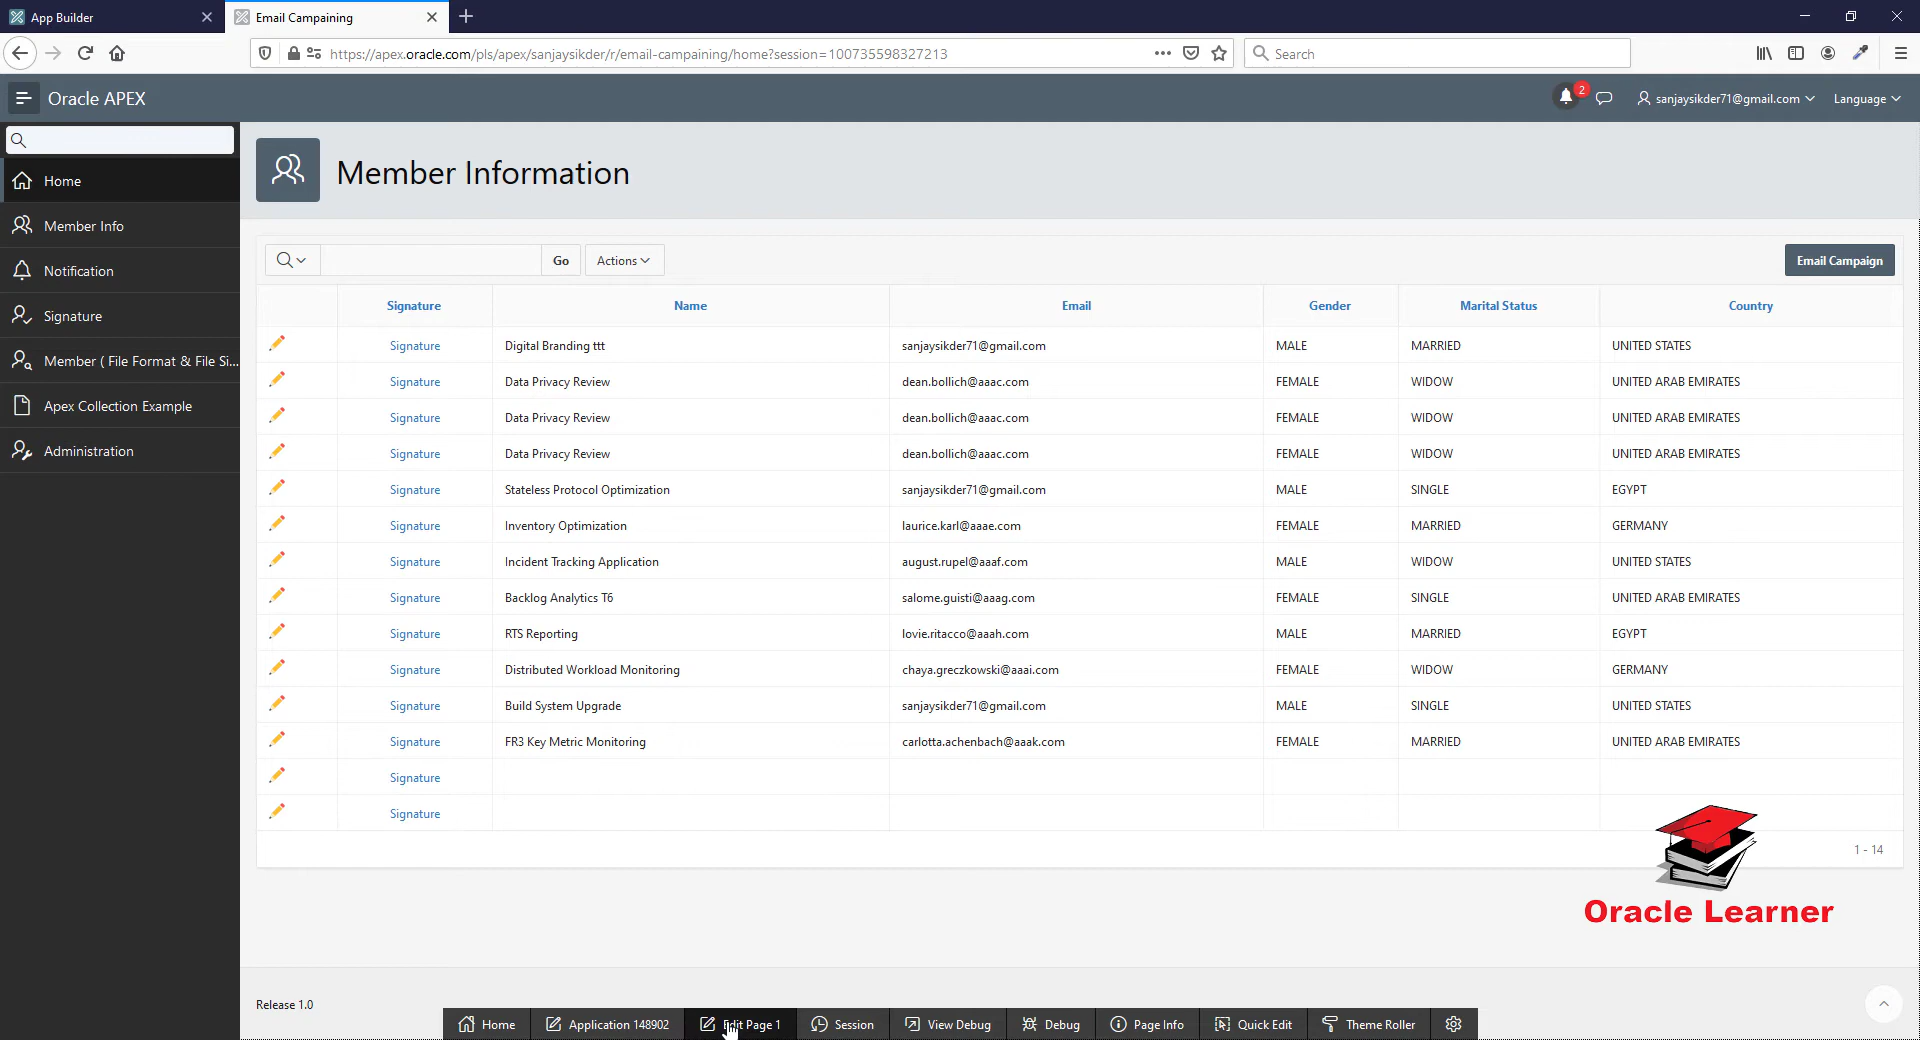 App Builder
Email Campaining
https://apex.oracle.com/pls/apex/sanjaysikder/r/email-campaining/home?session=100735598327213
Search
Oracle APEX
2
sanjaysikder71@gmail.com
Language
Home
Member Info
Notification
Signature
Member ( File Format & File Si...
Apex Collection Example
Administration
Member Information
Go
Actions
Email Campaign
Signature Name Email Gender Marital Status Country
Signature Digital Branding ttt sanjaysikder71@gmail.com MALE MARRIED UNITED STATES
Signature Data Privacy Review dean.bollich@aaac.com FEMALE WIDOW UNITED ARAB EMIRATES
Signature Data Privacy Review dean.bollich@aaac.com FEMALE WIDOW UNITED ARAB EMIRATES
Signature Data Privacy Review dean.bollich@aaac.com FEMALE WIDOW UNITED ARAB EMIRATES
Signature Stateless Protocol Optimization sanjaysikder71@gmail.com MALE SINGLE EGYPT
Signature Inventory Optimization laurice.karl@aaae.com FEMALE MARRIED GERMANY
Signature Incident Tracking Application august.rupel@aaaf.com MALE WIDOW UNITED STATES
Signature Backlog Analytics T6 salome.guisti@aaag.com FEMALE SINGLE UNITED ARAB EMIRATES
Signature RTS Reporting lovie.ritacco@aaah.com MALE MARRIED EGYPT
Signature Distributed Workload Monitoring chaya.greczkowski@aaai.com FEMALE WIDOW GERMANY
Signature Build System Upgrade sanjaysikder71@gmail.com MALE SINGLE UNITED STATES
Signature FR3 Key Metric Monitoring carlotta.achenbach@aaak.com FEMALE MARRIED UNITED ARAB EMIRATES
Signature
Signature
1 - 14
Oracle Learner
Release 1.0
Home
Application 148902
Edit Page 1
Session
View Debug
Debug
Page Info
Quick Edit
Theme Roller